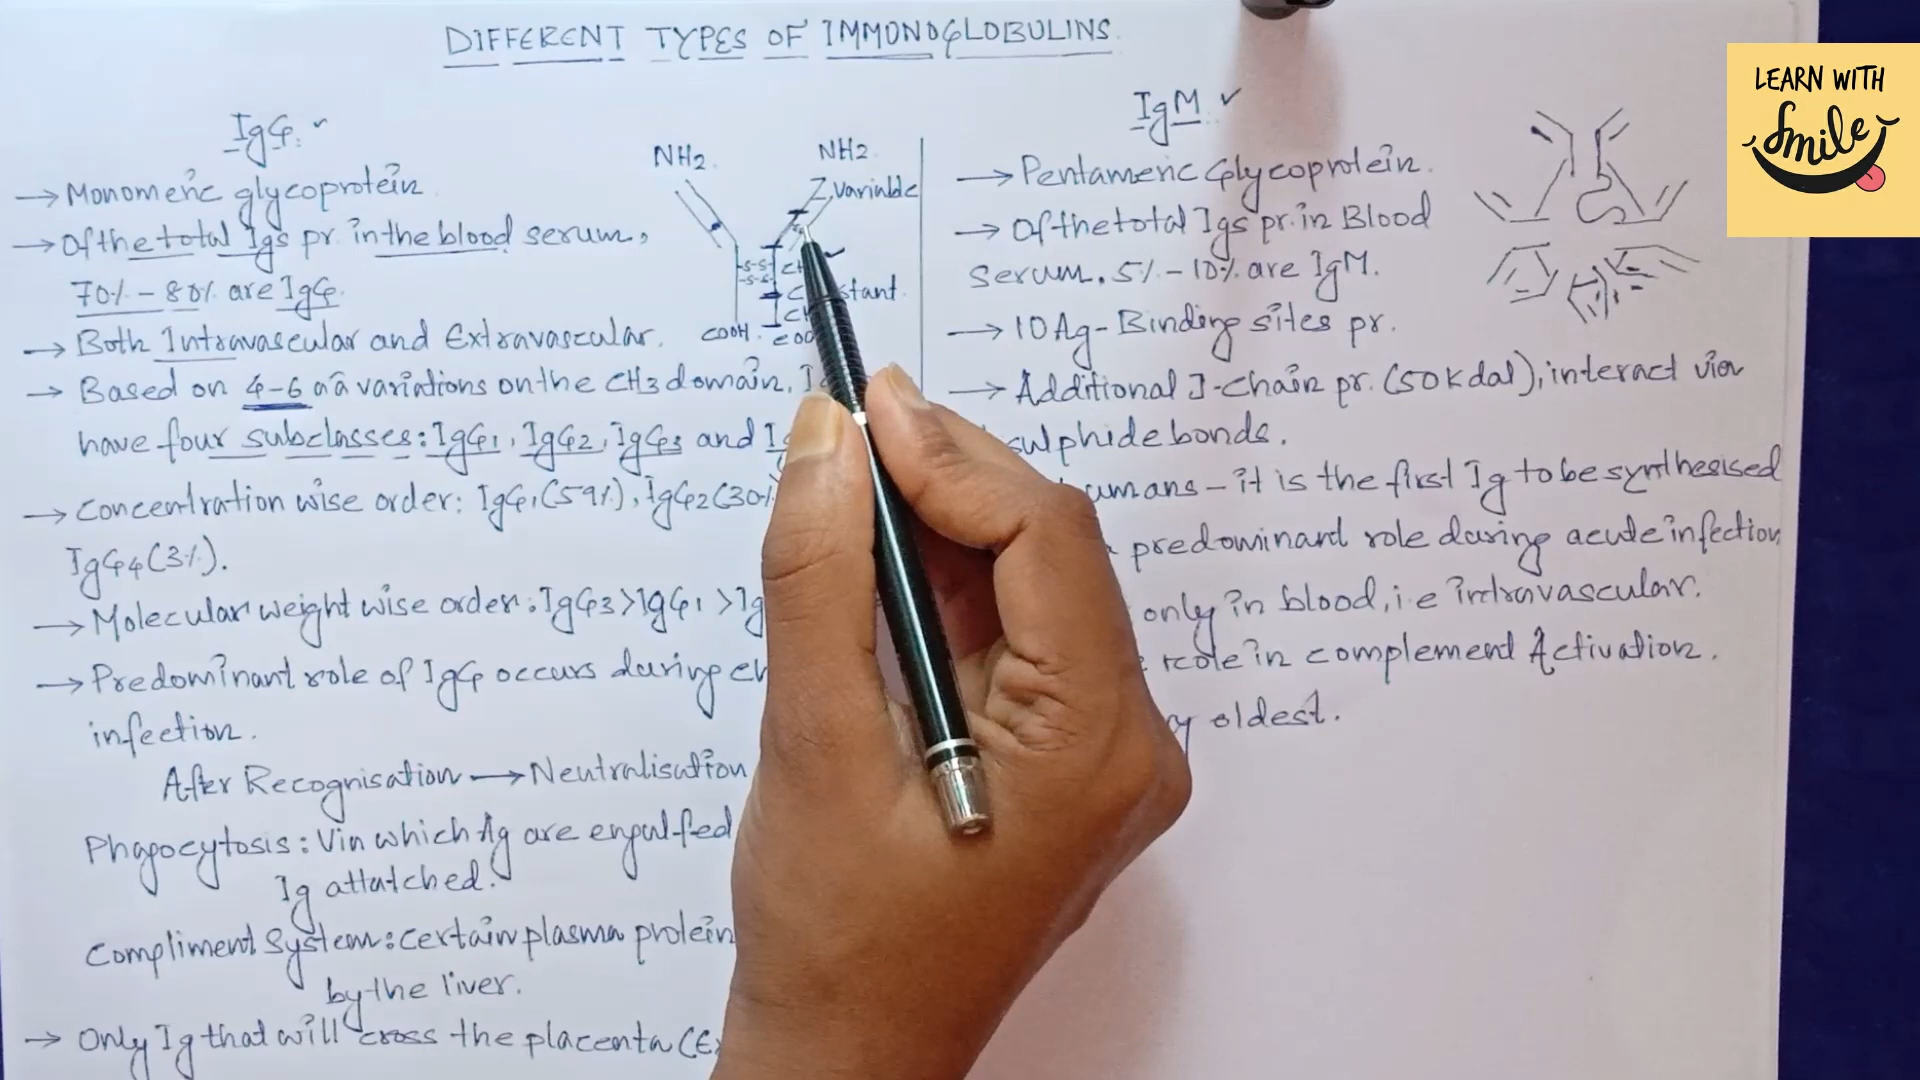 DIFFERENT TYPES OF IMMUNOGLOBULINS
LEARN WITH
Smile
IgG
→ Monomeric glycoprotein
→ Of the total Igs pr. in the blood serum,
70% - 80% are IgG.
→ Both Intravascular and Extravascular.
→ Based on 4-6 aa variations on the CH3 domain,
have four subclasses: IgG1, IgG2, IgG3 and
→ Concentration wise order: IgG1(59%), IgG2(30%
IgG4(3%).
→ Molecular weight wise order: IgG3 > IgG1 >
→ Predominant role of IgG occurs during
infection.
After Recognisation → Neutralisation
Phagocytosis: Via which Ag are engulfed
Ig attatched.
Compliment System: certain plasma protein
by the liver.
→ Only Ig that will cross the placenta
NH2
NH2
variable
S-S
S-S
COOH
IgM
→ Pentameric Glycoprotein.
→ Of the total Igs pr. in Blood
serum, 5% - 10% are IgM.
→ 10 Ag-Binding sites pr.
→ Additional J-chain pr. (50 kdal), interact via
sulphide bonds.
umans - it is the first Ig to be synthesised
predominant role during acute infection
only in blood, i.e intravascular.
role in complement Activation.
oldest.